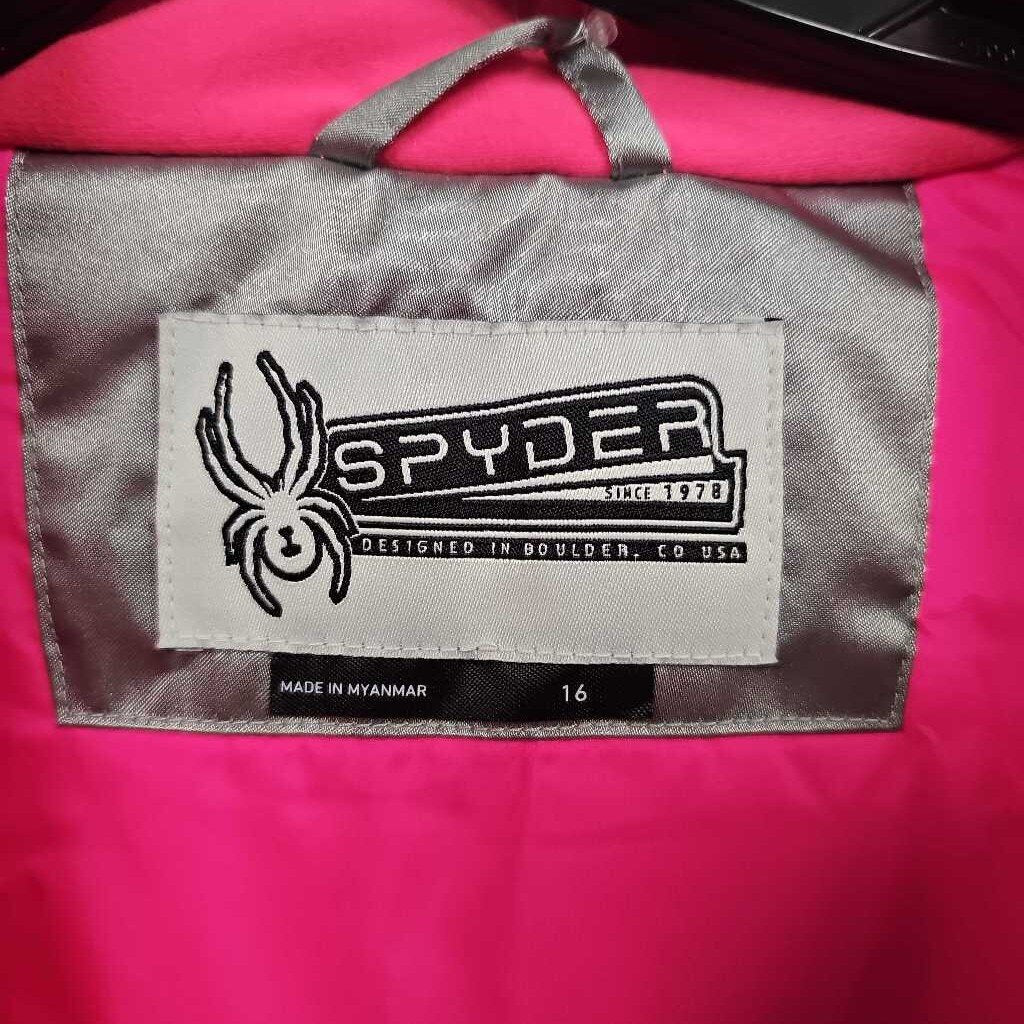 SPYDER
SINCE 1978
DESIGNED IN BOULDER, CO USA
MADE IN MYANMAR 16